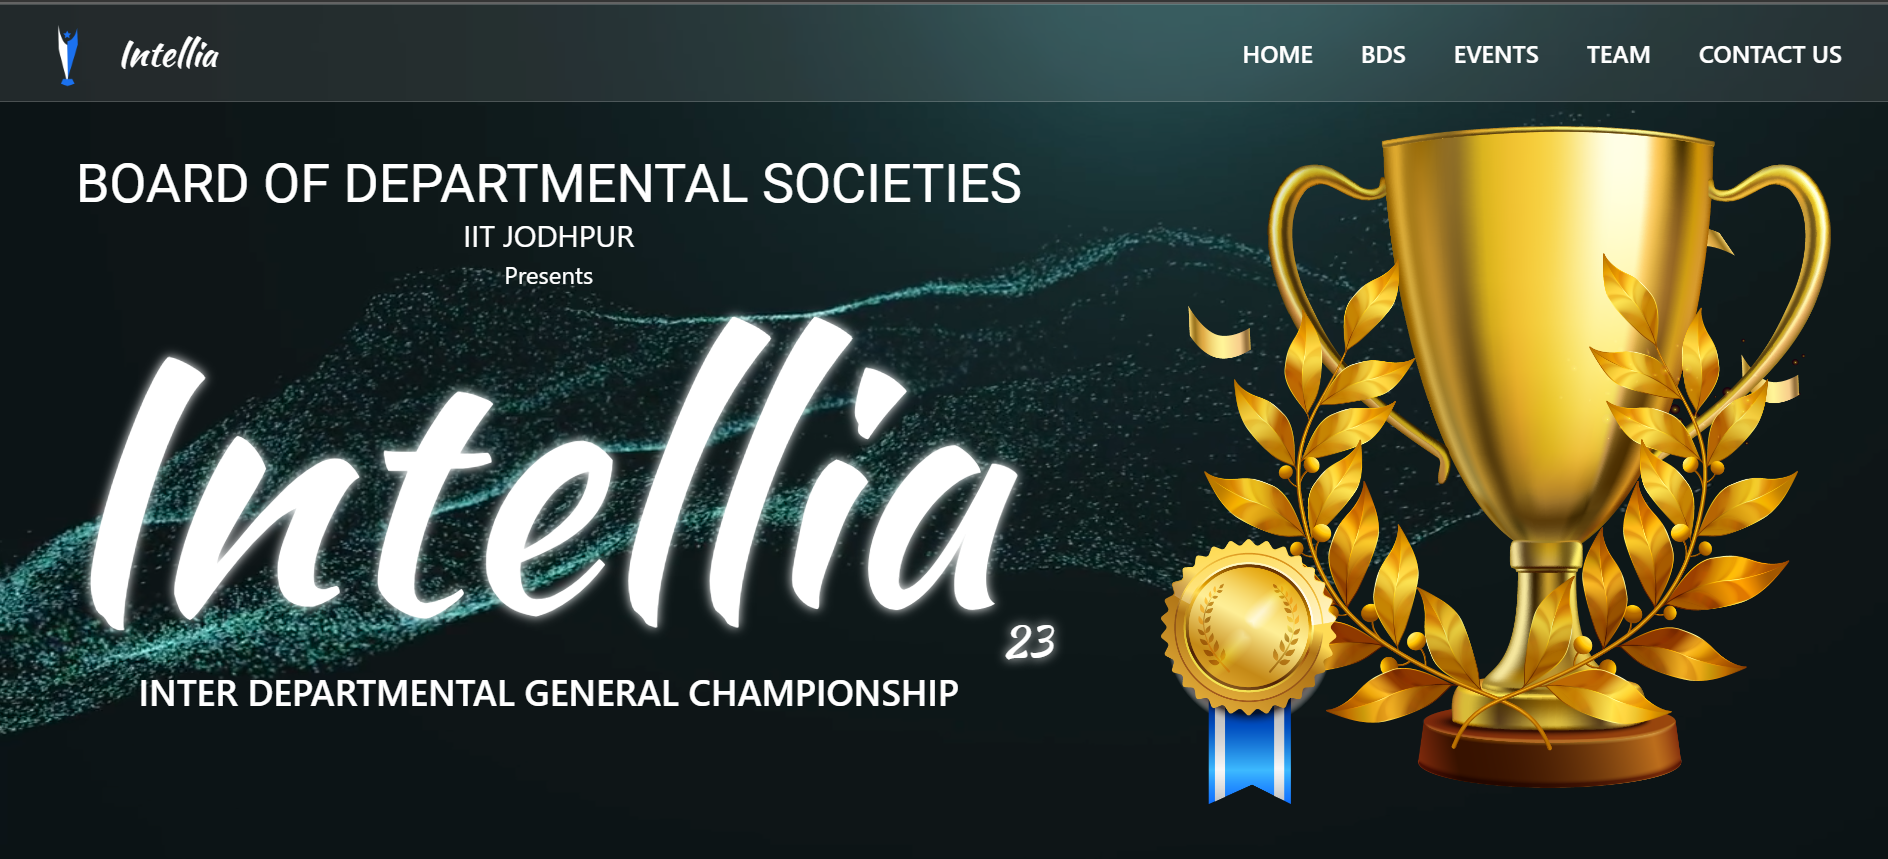 Intellia
HOME BDS EVENTS TEAM CONTACT US
BOARD OF DEPARTMENTAL SOCIETIES
IIT JODHPUR
Presents
Intellia
23
INTER DEPARTMENTAL GENERAL CHAMPIONSHIP